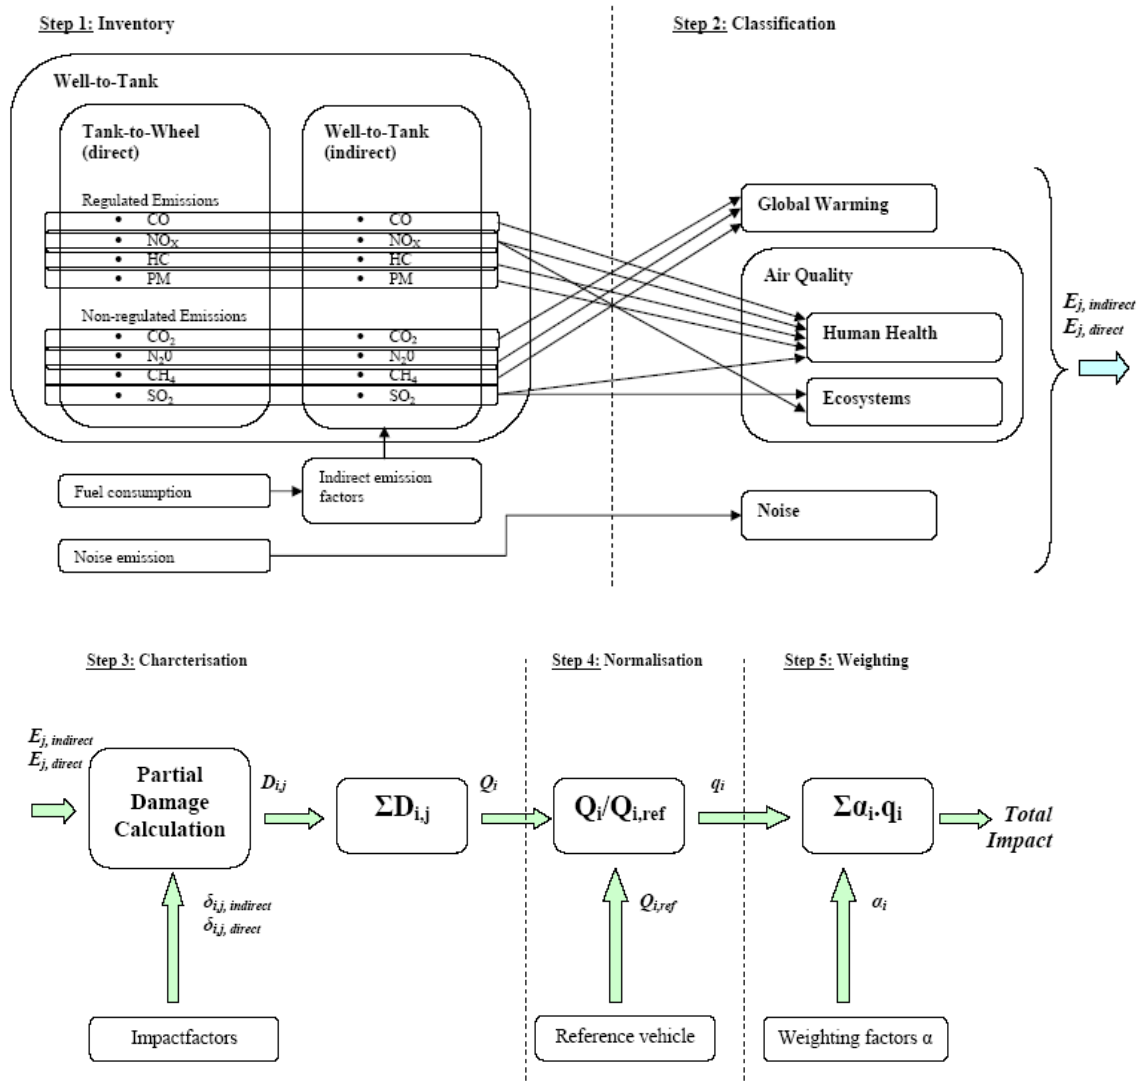 Step 1: Inventory
Step 2: Classification
Well-to-Tank
Tank-to-Wheel
(direct)
Well-to-Tank
(indirect)
Regulated Emissions
• CO
• CO
• NOX
• NOX
• HC
• HC
• PM
• PM
Non-regulated Emissions
• CO2
• CO2
• N20
• N20
• CH4
• CH4
• SO2
• SO2
Fuel consumption
Indirect emission
factors
Noise emission
Global Warming
Air Quality
Human Health
Ecosystems
Noise
Ej, indirect
Ej, direct
Step 3: Charcterisation
Step 4: Normalisation
Step 5: Weighting
Ej, indirect
Ej, direct
Partial
Damage
Calculation
Di,j
ΣDi,j
Qi
Qi/Qi,ref
qi
Σαi.qi
Total
Impact
δi,j, indirect
δi,j, direct
Qi,ref
αi
Impactfactors
Reference vehicle
Weighting factors α